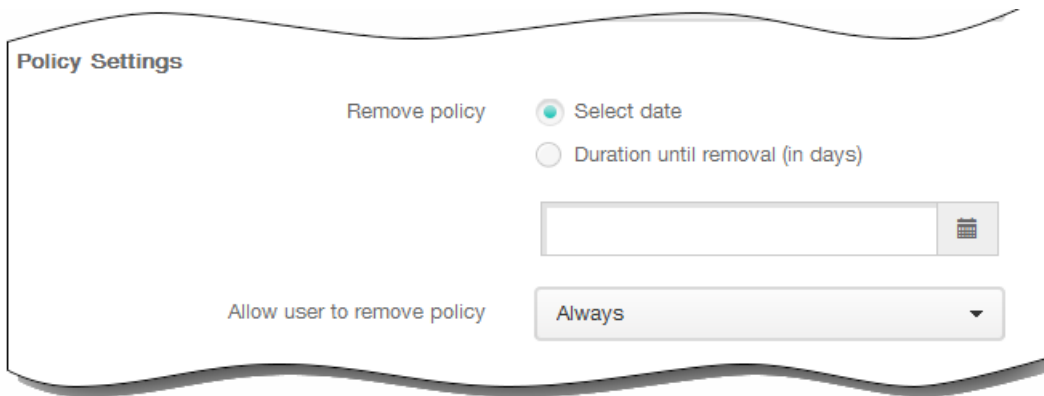 Policy Settings
Remove policy
Select date
Duration until removal (in days)
Allow user to remove policy
Always